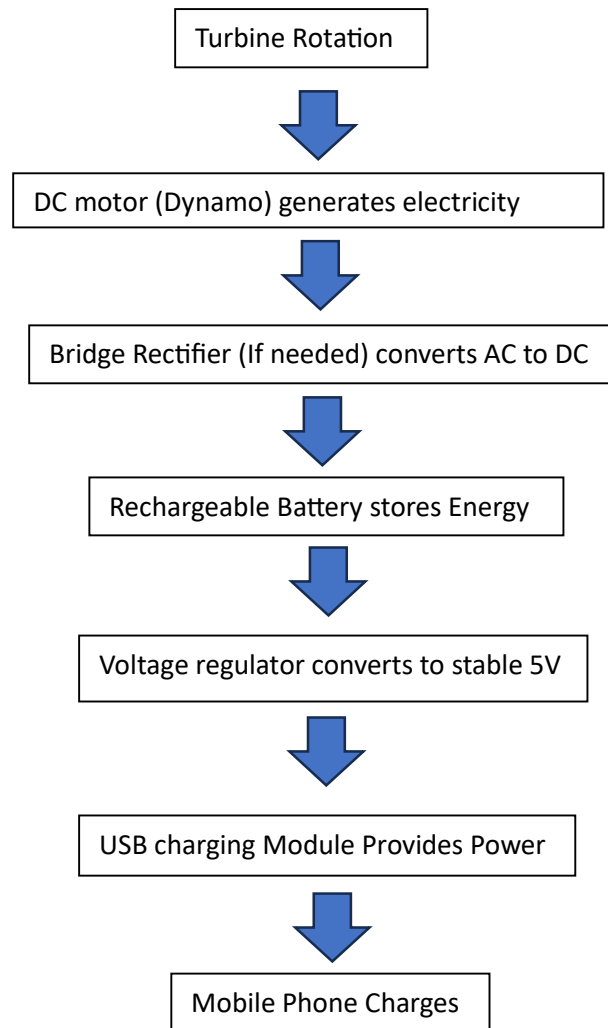 Turbine Rotation
DC motor (Dynamo) generates electricity
Bridge Rectifier (If needed) converts AC to DC
Rechargeable Battery stores Energy
Voltage regulator converts to stable 5V
USB charging Module Provides Power
Mobile Phone Charges